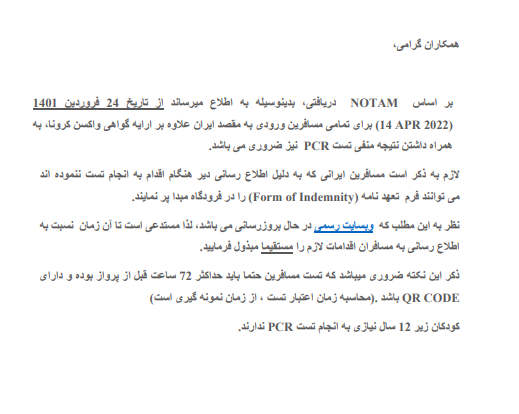 همکاران گرامی،
بر اساس NOTAM دریافتی، بدینوسیله به اطلاع میرساند از تاریخ 24 فروردین 1401
(14 APR 2022) برای تمامی مسافرین ورودی به مقصد ایران علاوه بر ارایه گواهی واکسن کرونا، به
همراه داشتن نتیجه منفی تست PCR نیز ضروری می باشد.
لازم به ذکر است مسافرین ایرانی که به دلیل اطلاع رسانی دیر هنگام اقدام به انجام تست ننموده اند
می توانند فرم تعهد نامه (Form of Indemnity) را در فرودگاه مبدا پر نمایند.
نظر به این مطلب که وبسایت رسمی در حال بروزرسانی می باشد، لذا مستدعی است تا آن زمان نسبت به
اطلاع رسانی به مسافران اقدامات لازم را مستقیما مبذول فرمایید.
ذکر این نکته ضروری میباشد که تست مسافرین حتما باید حداکثر 72 ساعت قبل از پرواز بوده و دارای
QR CODE باشد .(محاسبه زمان اعتبار تست ، از زمان نمونه گیری است)
کودکان زیر 12 سال نیازی به انجام تست PCR ندارند.